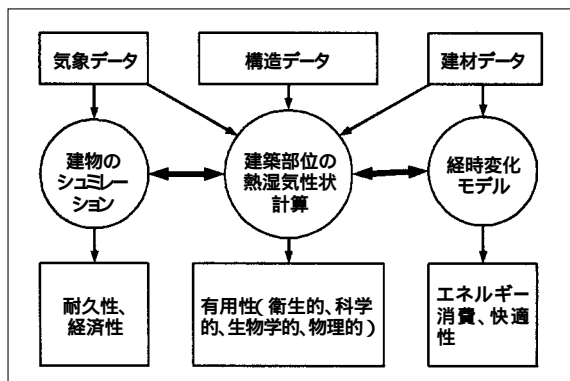 気象データ
構造データ
建材データ
建物の
シュミレー
ション
建築部位の
熱湿気性状
計算
経時変化
モデル
耐久性、
経済性
有用性(衛生的、科学
的、生物学的、物理的)
エネルギー
消費、快適
性